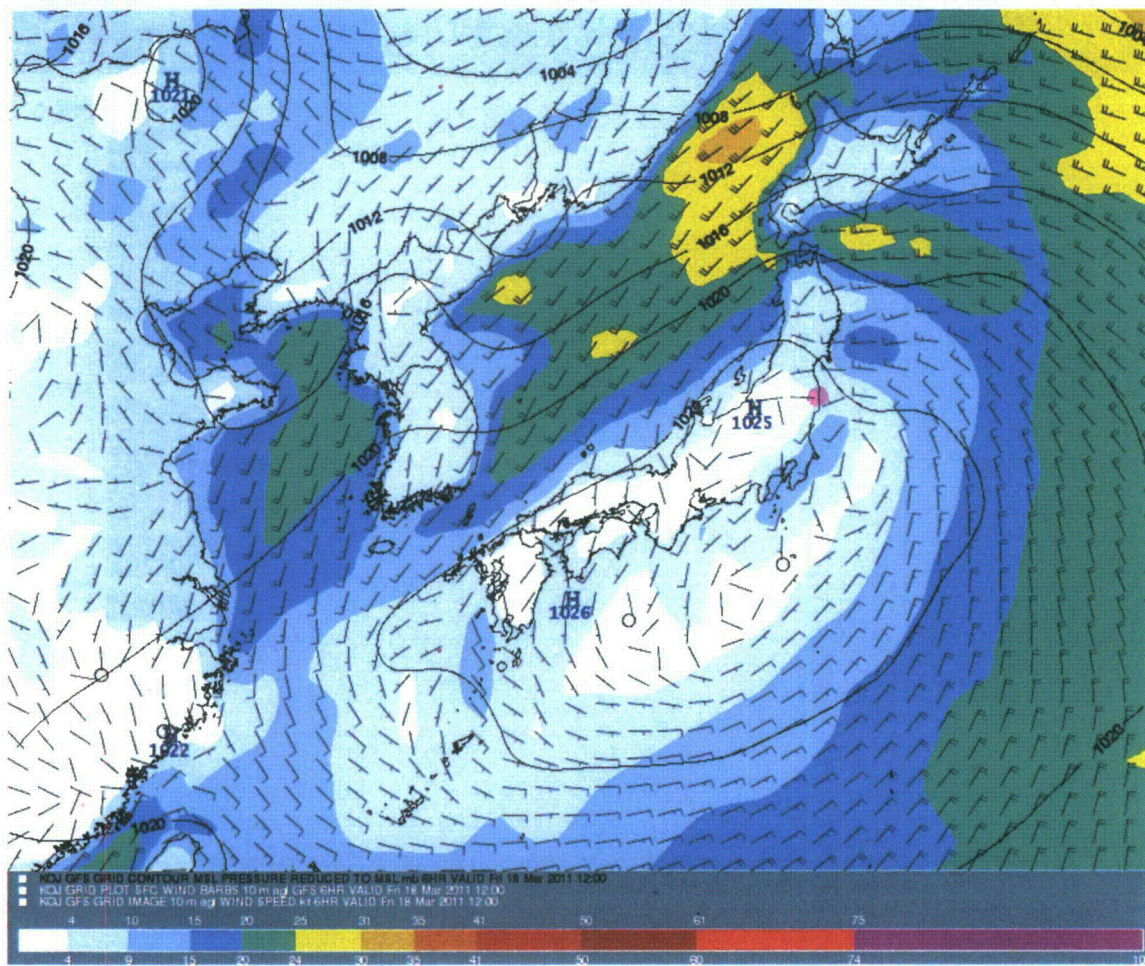 1016
1004
1004
H
1021
1020
1008
1008
1012
1012
1016
1020
1016
1020
1020
H
1025
1020
H
1026
1020
1022
1020
KOJ GFS GRID CONTOUR MSL PRESSURE REDUCED TO MSL mb 6HR VALID Fri 18 Mar 2011 12:00
KOJ GRID PLOT SFC WIND BARBS 10 m agl GFS 6HR VALID Fri 18 Mar 2011 12:00
KOJ GFS GRID IMAGE 10 m agl WIND SPEED kt 6HR VALID Fri 18 Mar 2011 12:00
4 10 15 20 25 31 35 41 50 61 75
4 9 15 20 24 30 35 41 50 60 74